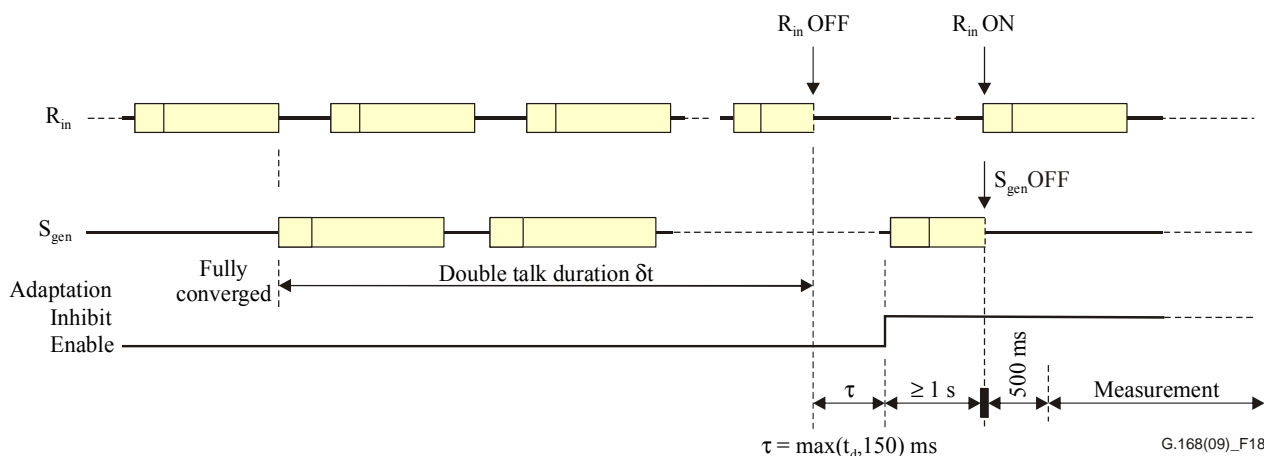 R_in OFF
R_in ON
R_in
S_gen OFF
S_gen
Fully
converged
Double talk duration δt
Adaptation
Inhibit
Enable
τ
≥ 1 s
500 ms
Measurement
τ = max(t_d,150) ms
G.168(09)_F18